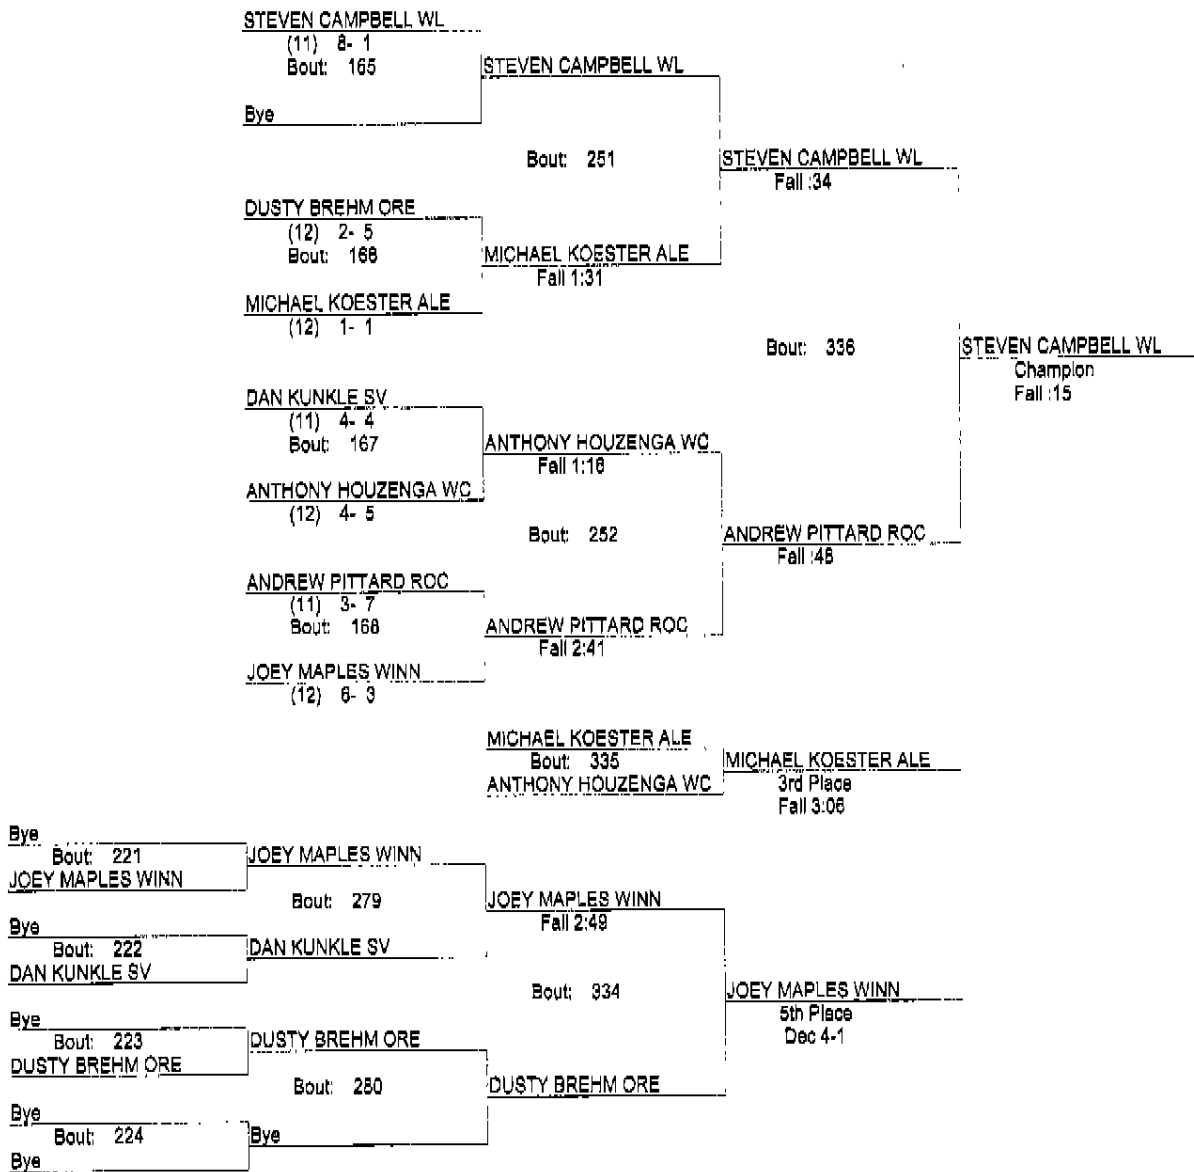 STEVEN CAMPBELL WL
(11) 8- 1
Bout: 165
STEVEN CAMPBELL WL
Bye
Bout: 251
STEVEN CAMPBELL WL
Fall :34
DUSTY BREHM ORE
(12) 2- 5
Bout: 166
MICHAEL KOESTER ALE
Fall 1:31
MICHAEL KOESTER ALE
(12) 1- 1
Bout: 336
STEVEN CAMPBELL WL
Champion
Fall :15
DAN KUNKLE SV
(11) 4- 4
Bout: 167
ANTHONY HOUZENGA WC
Fall 1:16
ANTHONY HOUZENGA WC
(12) 4- 5
Bout: 252
ANDREW PITTARD ROC
Fall :48
ANDREW PITTARD ROC
(11) 3- 7
Bout: 168
ANDREW PITTARD ROC
Fall 2:41
JOEY MAPLES WINN
(12) 6- 3
MICHAEL KOESTER ALE
Bout: 335
ANTHONY HOUZENGA WC
MICHAEL KOESTER ALE
3rd Place
Fall 3:06
Bye
Bout: 221
JOEY MAPLES WINN
JOEY MAPLES WINN
Bout: 279
JOEY MAPLES WINN
Fall 2:49
Bye
Bout: 222
DAN KUNKLE SV
DAN KUNKLE SV
Bout: 334
JOEY MAPLES WINN
5th Place
Dec 4-1
Bye
Bout: 223
DUSTY BREHM ORE
DUSTY BREHM ORE
Bout: 280
DUSTY BREHM ORE
Bye
Bout: 224
Bye
Bye